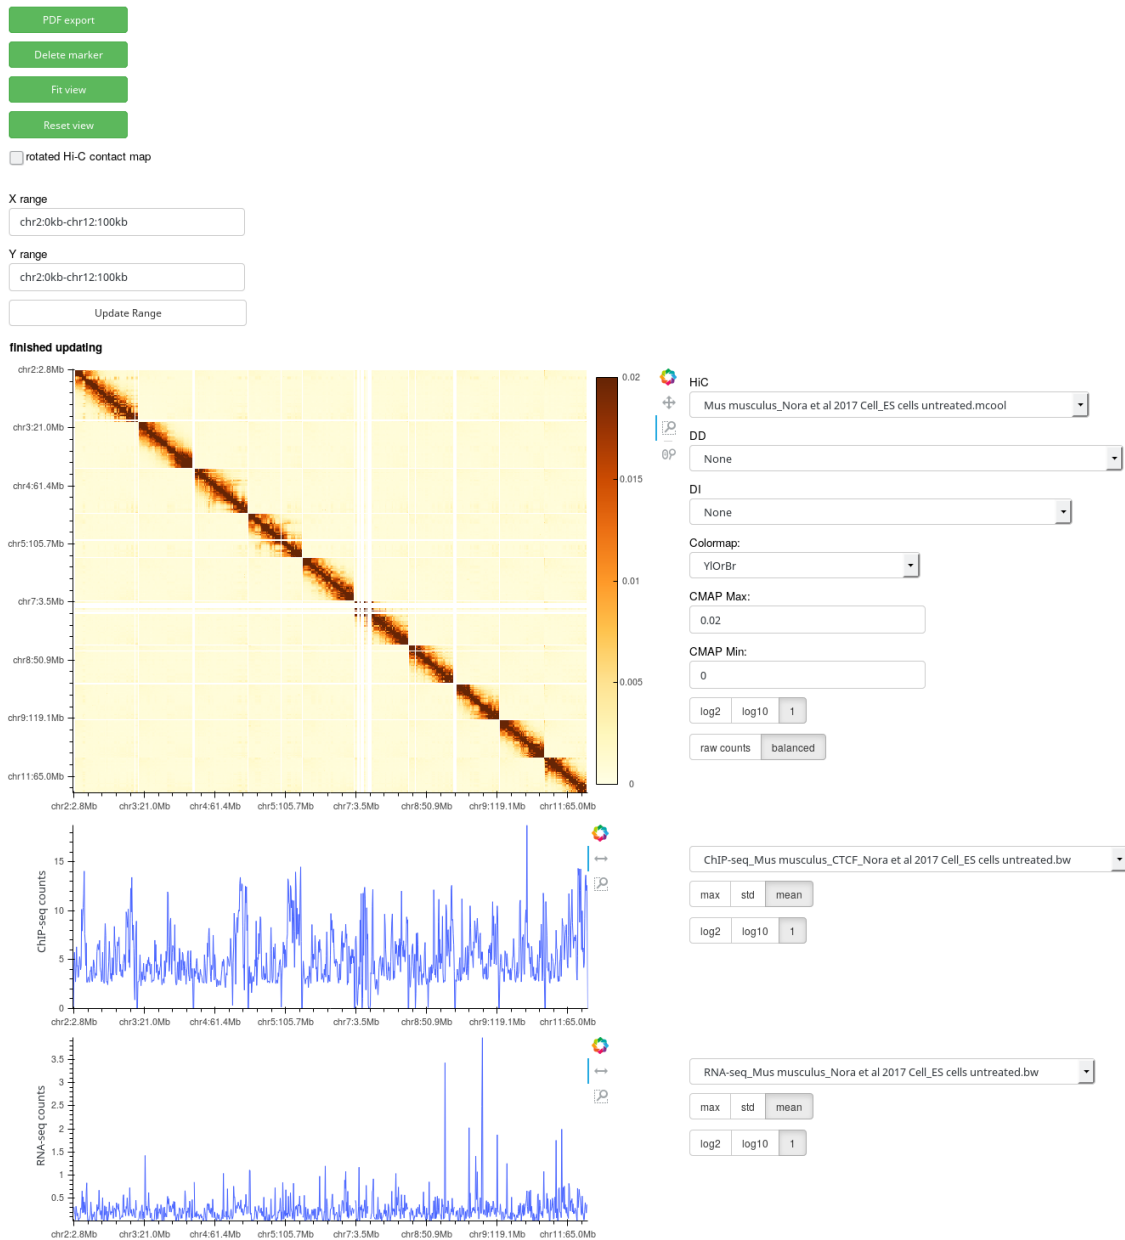 PDF export
Delete marker
Fit view
Reset view
rotated Hi-C contact map
X range
chr2:0kb-chr12:100kb
Y range
chr2:0kb-chr12:100kb
Update Range
finished updating
chr2:2.8Mb
chr3:21.0Mb
chr4:61.4Mb
chr5:105.7Mb
chr7:3.5Mb
chr8:50.9Mb
chr9:119.1Mb
chr11:65.0Mb
chr2:2.8Mb chr3:21.0Mb chr4:61.4Mb chr5:105.7Mb chr7:3.5Mb chr8:50.9Mb chr9:119.1Mb chr11:65.0Mb
0.02
0.015
0.01
0.005
0
HiC
Mus musculus_Nora et al 2017 Cell_ES cells untreated.mcool
DD
None
DI
None
Colormap:
YlOrBr
CMAP Max:
0.02
CMAP Min:
0
log2 log10 1
raw counts balanced
ChIP-seq counts
15
10
5
0
chr2:2.8Mb chr3:21.0Mb chr4:61.4Mb chr5:105.7Mb chr7:3.5Mb chr8:50.9Mb chr9:119.1Mb chr11:65.0Mb
ChIP-seq_Mus musculus_CTCF_Nora et al 2017 Cell_ES cells untreated.bw
max std mean
log2 log10 1
RNA-seq counts
3.5
3
2.5
2
1.5
1
0.5
chr2:2.8Mb chr3:21.0Mb chr4:61.4Mb chr5:105.7Mb chr7:3.5Mb chr8:50.9Mb chr9:119.1Mb chr11:65.0Mb
RNA-seq_Mus musculus_Nora et al 2017 Cell_ES cells untreated.bw
max std mean
log2 log10 1